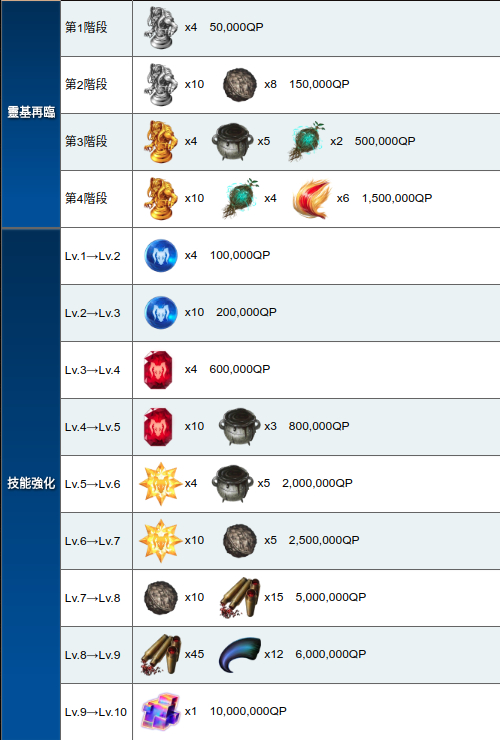 靈基再臨
第1階段 x4 50,000QP
第2階段 x10 x8 150,000QP
第3階段 x4 x5 x2 500,000QP
第4階段 x10 x4 x6 1,500,000QP
技能強化
Lv.1→Lv.2 x4 100,000QP
Lv.2→Lv.3 x10 200,000QP
Lv.3→Lv.4 x4 600,000QP
Lv.4→Lv.5 x10 x3 800,000QP
Lv.5→Lv.6 x4 x5 2,000,000QP
Lv.6→Lv.7 x10 x5 2,500,000QP
Lv.7→Lv.8 x10 x15 5,000,000QP
Lv.8→Lv.9 x45 x12 6,000,000QP
Lv.9→Lv.10 x1 10,000,000QP